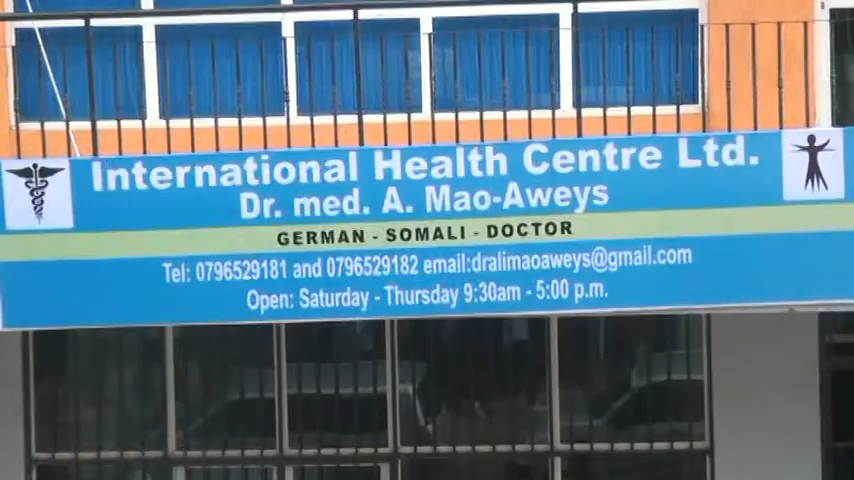 International Health Centre Ltd.
Dr. med. A. Mao-Aweys
GERMAN - SOMALI - DOCTOR
Tel: 0796529181 and 0796529182 email:dralimaoaweys@gmail.com
Open: Saturday - Thursday 9:30am - 5:00 p.m.